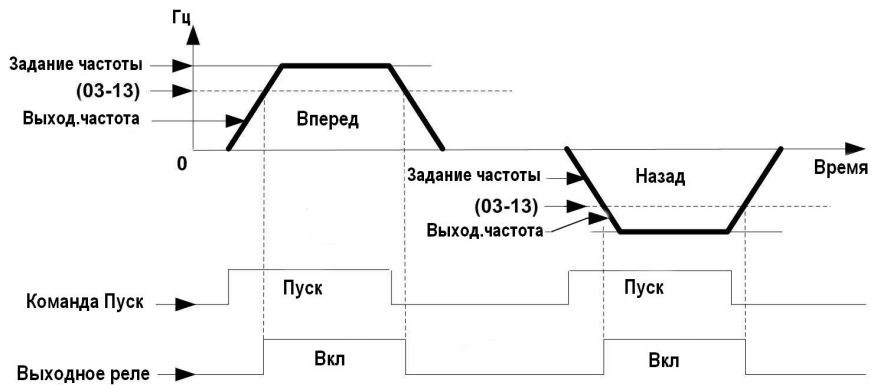 Гц
Задание частоты
(03-13)
Выход.частота
Вперед
0
Время
Задание частоты
Назад
(03-13)
Выход.частота
Команда Пуск
Пуск
Пуск
Выходное реле
Вкл
Вкл